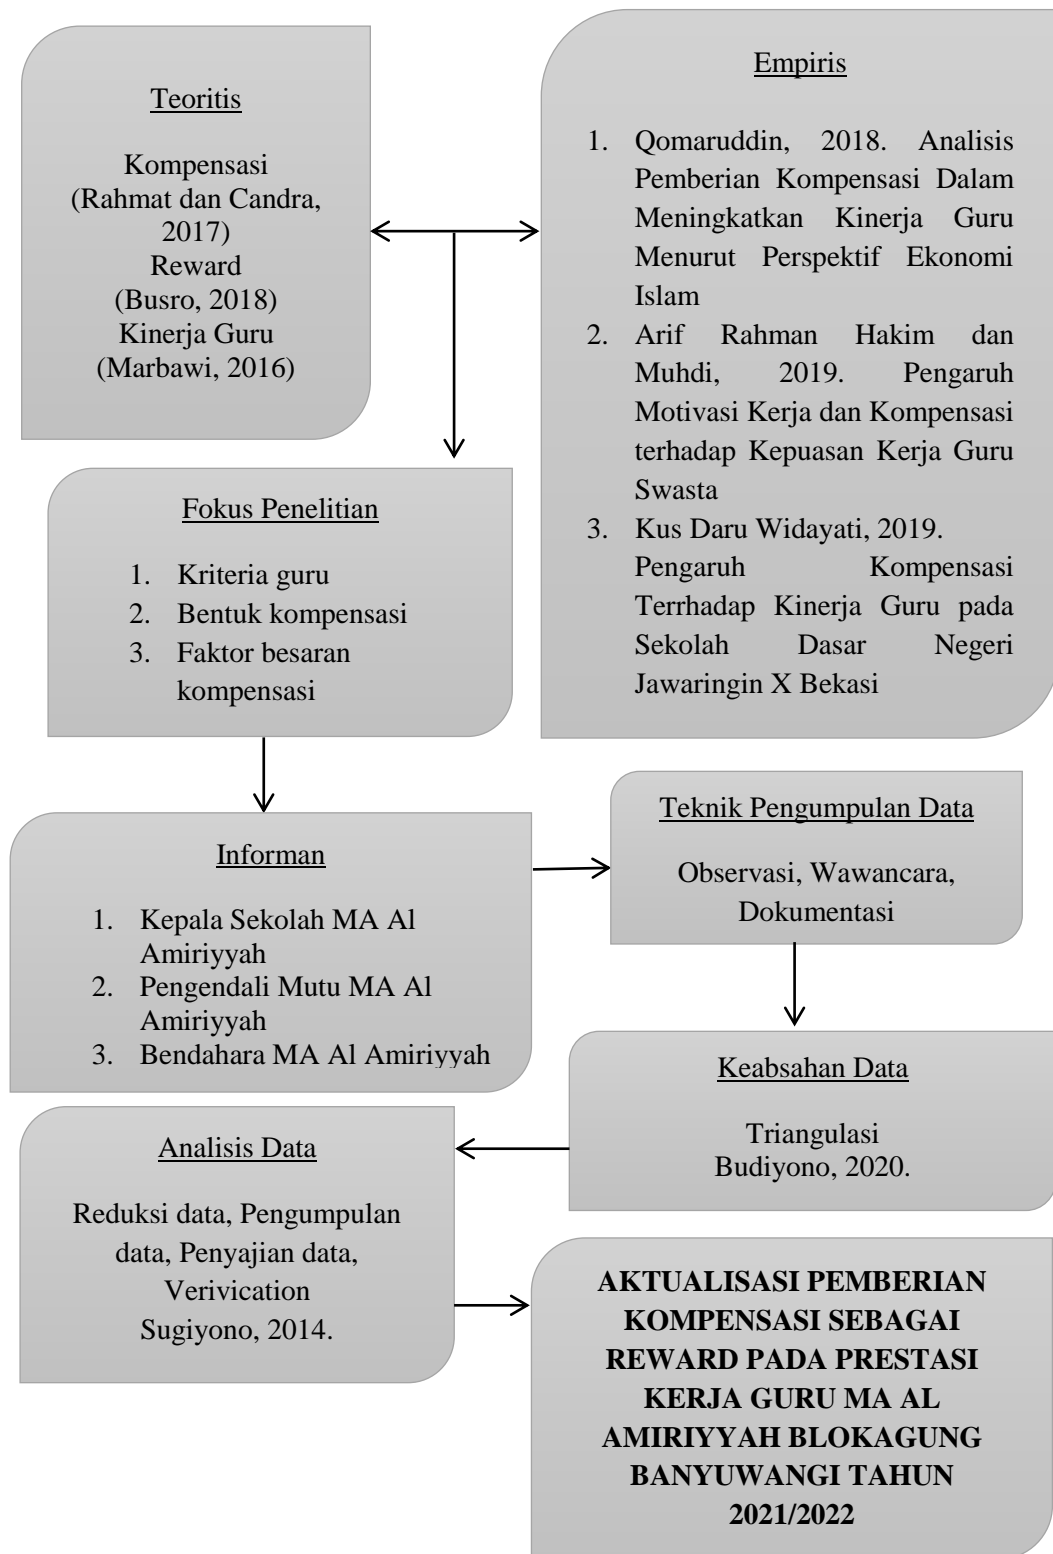 Teoritis
Kompensasi
(Rahmat dan Candra,
2017)
Reward
(Busro, 2018)
Kinerja Guru
(Marbawi, 2016)
Empiris
1. Qomaruddin, 2018. Analisis
Pemberian Kompensasi Dalam
Meningkatkan Kinerja Guru
Menurut Perspektif Ekonomi
Islam
2. Arif Rahman Hakim dan
Muhdi, 2019. Pengaruh
Motivasi Kerja dan Kompensasi
terhadap Kepuasan Kerja Guru
Swasta
3. Kus Daru Widayati, 2019.
Pengaruh Kompensasi
Terrhadap Kinerja Guru pada
Sekolah Dasar Negeri
Jawaringin X Bekasi
Fokus Penelitian
1. Kriteria guru
2. Bentuk kompensasi
3. Faktor besaran
kompensasi
Informan
1. Kepala Sekolah MA Al
Amiriyyah
2. Pengendali Mutu MA Al
Amiriyyah
3. Bendahara MA Al Amiriyyah
Teknik Pengumpulan Data
Observasi, Wawancara,
Dokumentasi
Keabsahan Data
Triangulasi
Budiyono, 2020.
Analisis Data
Reduksi data, Pengumpulan
data, Penyajian data,
Verivication
Sugiyono, 2014.
AKTUALISASI PEMBERIAN
KOMPENSASI SEBAGAI
REWARD PADA PRESTASI
KERJA GURU MA AL
AMIRIYYAH BLOKAGUNG
BANYUWANGI TAHUN
2021/2022